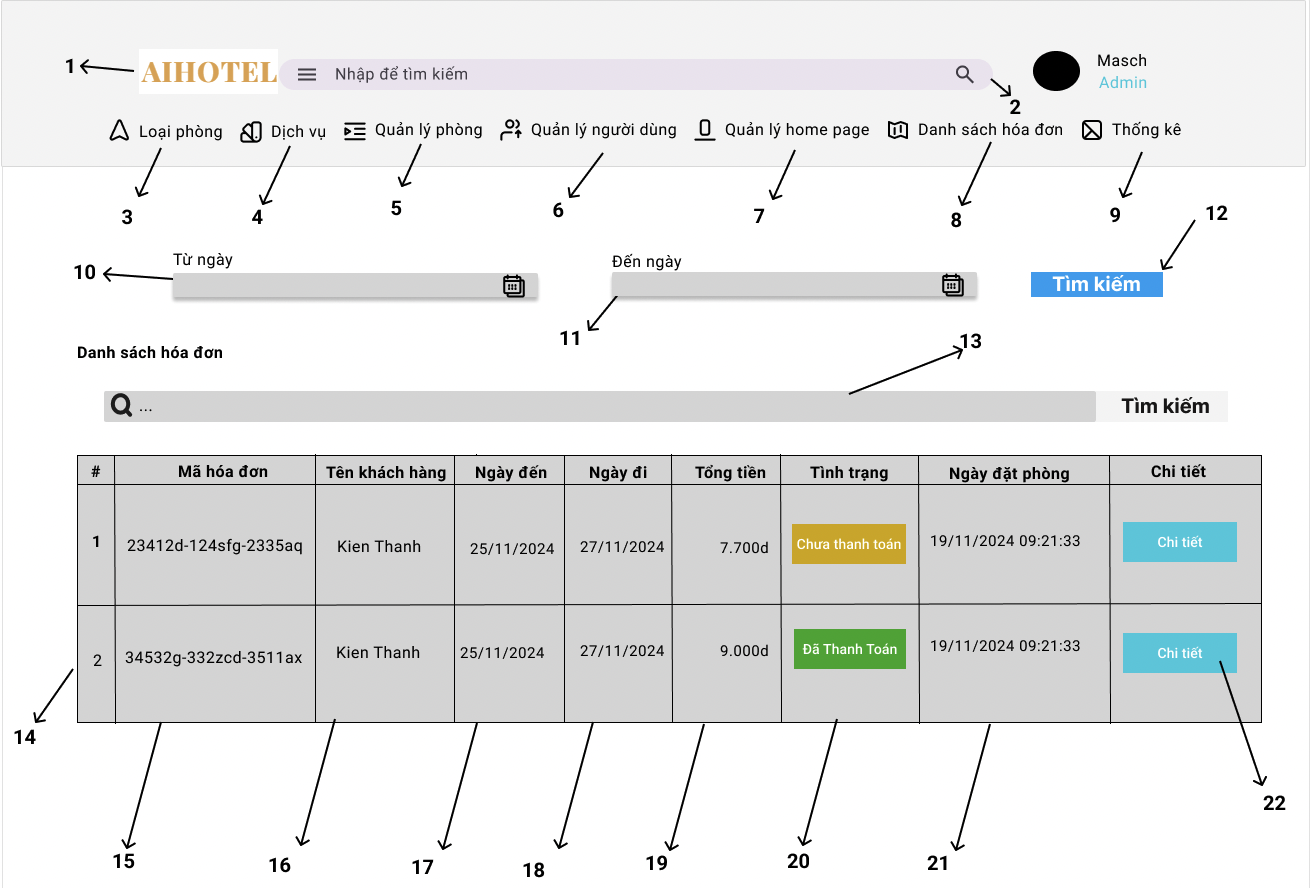 1
AIHOTEL
Nhập để tìm kiếm
Masch
Admin
2
Loại phòng
Dịch vụ
Quản lý phòng
Quản lý người dùng
Quản lý home page
Danh sách hóa đơn
Thống kê
3
4
5
6
7
8
9
12
10
Từ ngày
Đến ngày
Tìm kiếm
11
Danh sách hóa đơn
13
...
Tìm kiếm
# Mã hóa đơn Tên khách hàng Ngày đến Ngày đi Tổng tiền Tình trạng Ngày đặt phòng Chi tiết
1 23412d-124sfg-2335aq Kien Thanh 25/11/2024 27/11/2024 7.700d Chưa thanh toán 19/11/2024 09:21:33 Chi tiết
2 34532g-332zcd-3511ax Kien Thanh 25/11/2024 27/11/2024 9.000d Đã Thanh Toán 19/11/2024 09:21:33 Chi tiết
14
15
16
17
18
19
20
21
22